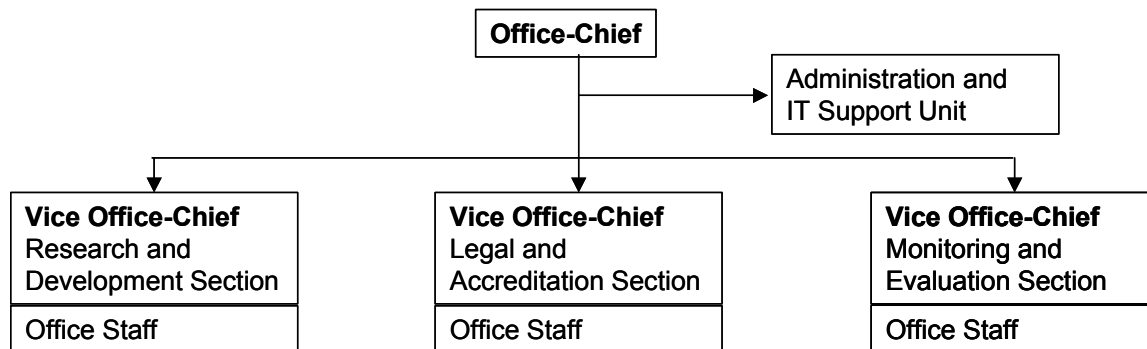 Office-Chief
Administration and
IT Support Unit
Vice Office-Chief
Research and
Development Section
Office Staff
Vice Office-Chief
Legal and
Accreditation Section
Office Staff
Vice Office-Chief
Monitoring and
Evaluation Section
Office Staff